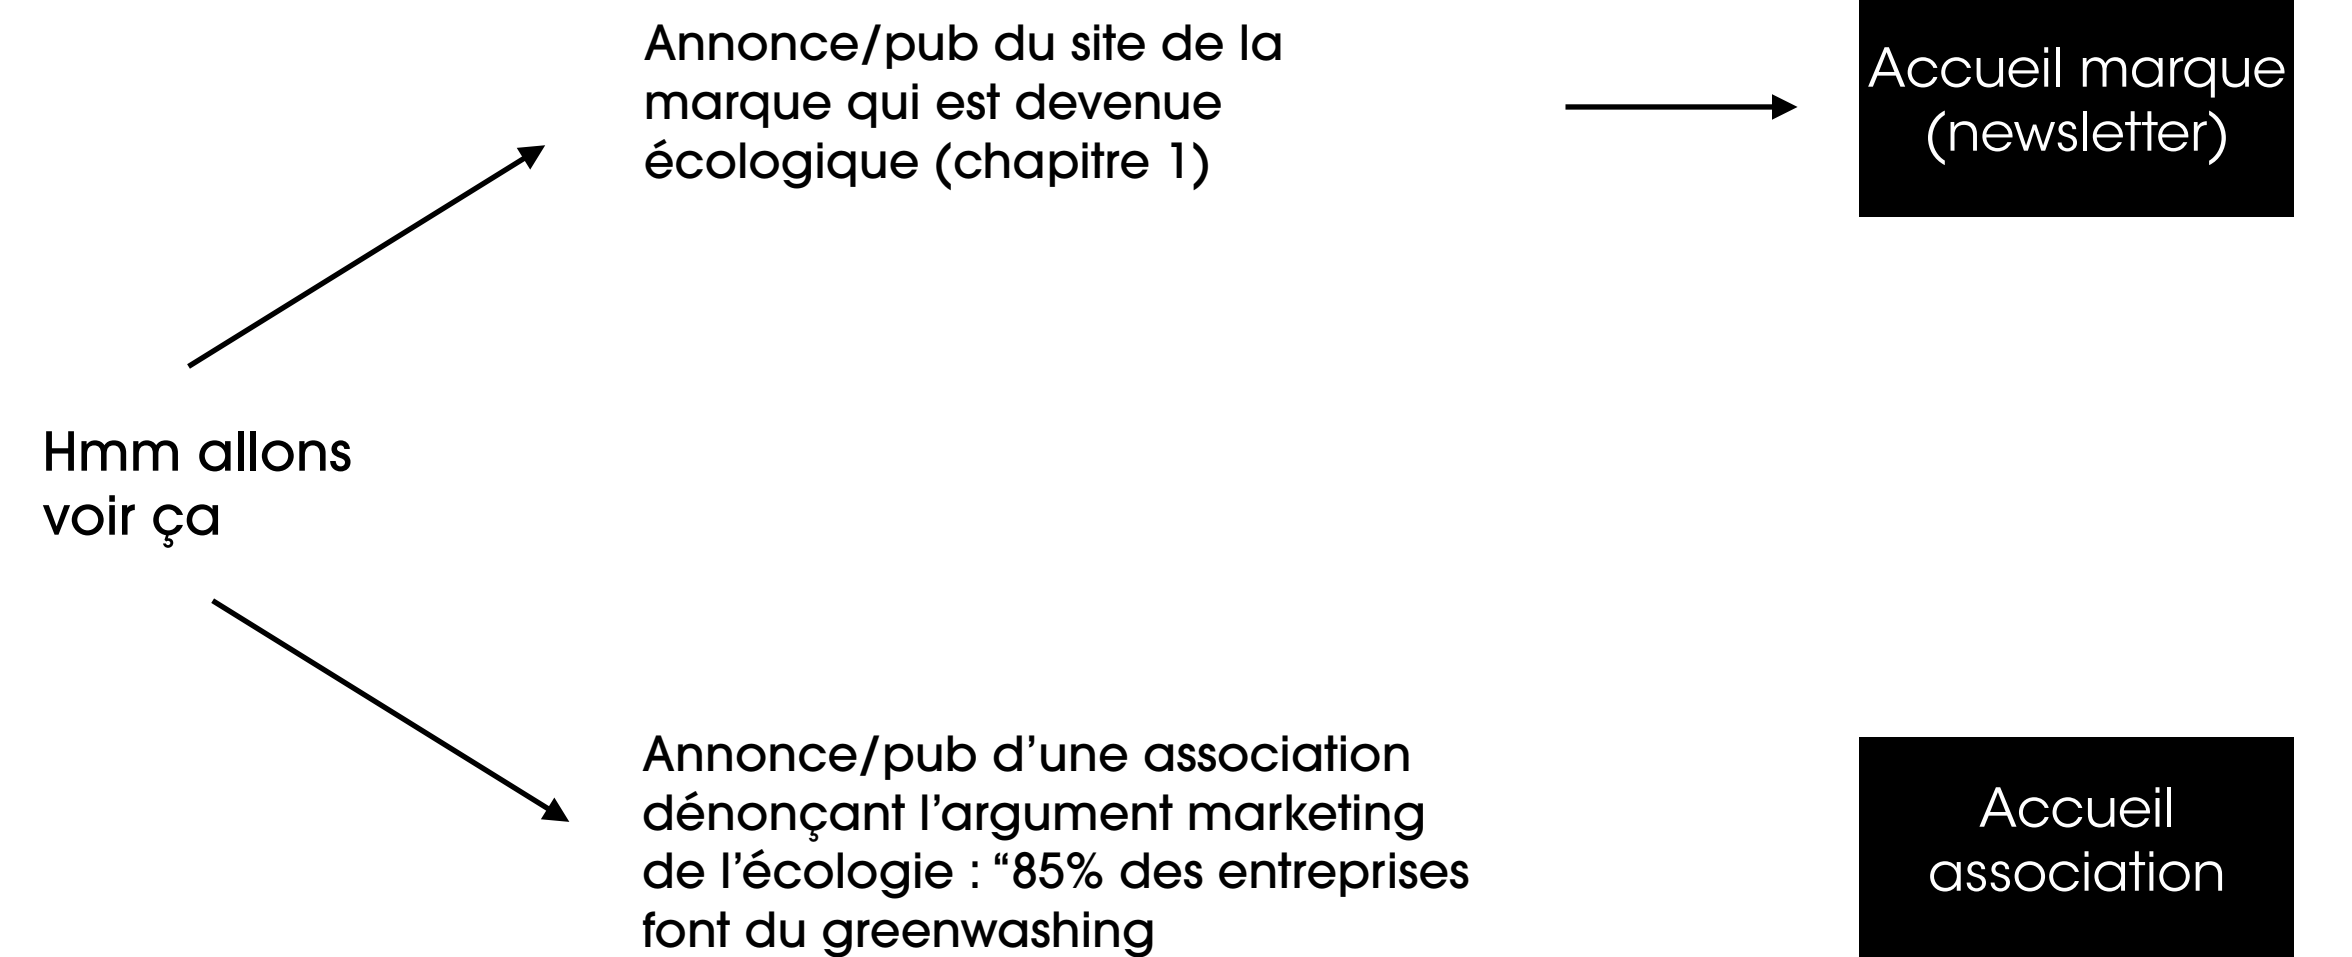 Annonce/pub du site de la
marque qui est devenue
écologique (chapitre 1)
Accueil marque
(newsletter)
Hmm allons
voir ça
Annonce/pub d’une association
dénonçant l’argument marketing
de l’écologie : “85% des entreprises
font du greenwashing
Accueil
association